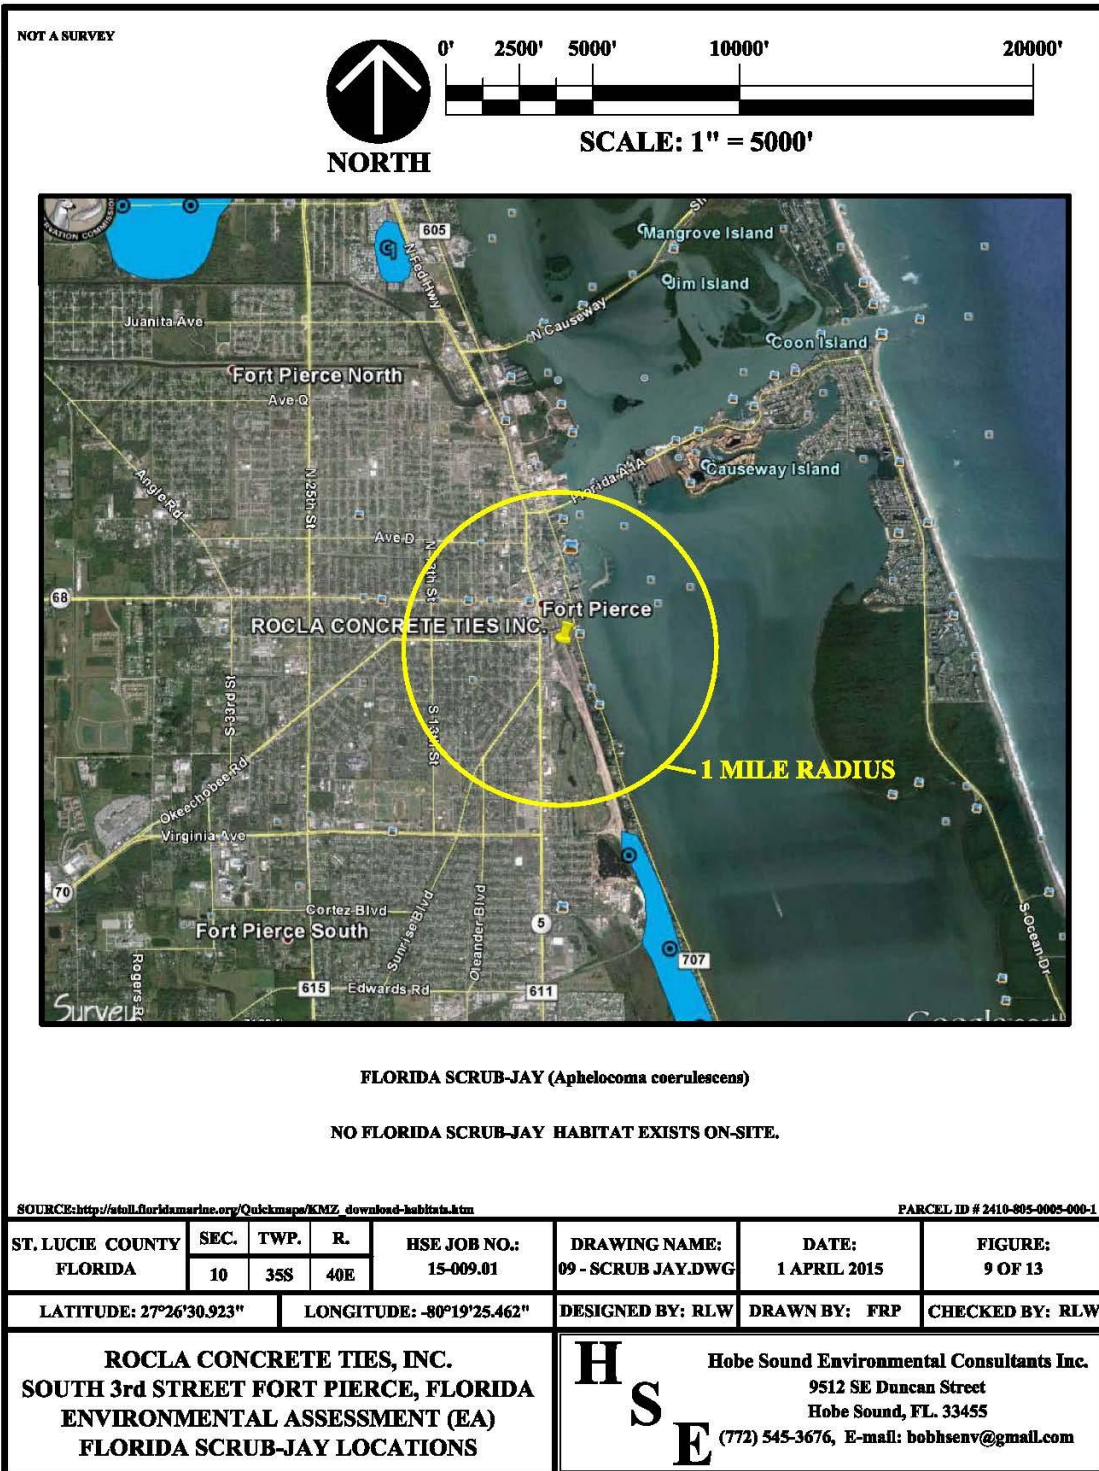 NOT A SURVEY
0' 2500' 5000' 10000' 20000'
SCALE: 1" = 5000'
NORTH
RVATION COMMISSION
605
N Fed Hwy
Mangrove Island
Jim Island
N Causeway
Coon Island
Juanita Ave
Fort Pierce North
Ave Q
Angle Rd
N 25th St
Florida A1A
Causeway Island
Ave D
N 13th St
68
Fort Pierce
ROCLA CONCRETE TIES INC.
S 33rd St
S 13th St
Okeechobee Rd
1 MILE RADIUS
Virginia Ave
70
Cortez Blvd
Sunrise Blvd
Oleander Blvd
5
Fort Pierce South
707
S Ocean Dr
Rogers R
615
Edwards Rd
611
Survey
FLORIDA SCRUB-JAY (Aphelocoma coerulescens)
NO FLORIDA SCRUB-JAY HABITAT EXISTS ON-SITE.
SOURCE:http://atoll.floridamarine.org/Quickmaps/KMZ_download-habitats.htm
PARCEL ID # 2410-805-0005-000-1
ST. LUCIE COUNTY
FLORIDA
SEC. TWP. R.
10 35S 40E
HSE JOB NO.:
15-009.01
DRAWING NAME:
09 - SCRUB JAY.DWG
DATE:
1 APRIL 2015
FIGURE:
9 OF 13
LATITUDE: 27°26'30.923"
LONGITUDE: -80°19'25.462"
DESIGNED BY: RLW
DRAWN BY: FRP
CHECKED BY: RLW
ROCLA CONCRETE TIES, INC.
SOUTH 3rd STREET FORT PIERCE, FLORIDA
ENVIRONMENTAL ASSESSMENT (EA)
FLORIDA SCRUB-JAY LOCATIONS
HSE
Hobe Sound Environmental Consultants Inc.
9512 SE Duncan Street
Hobe Sound, FL. 33455
(772) 545-3676, E-mail: bobhsenv@gmail.com